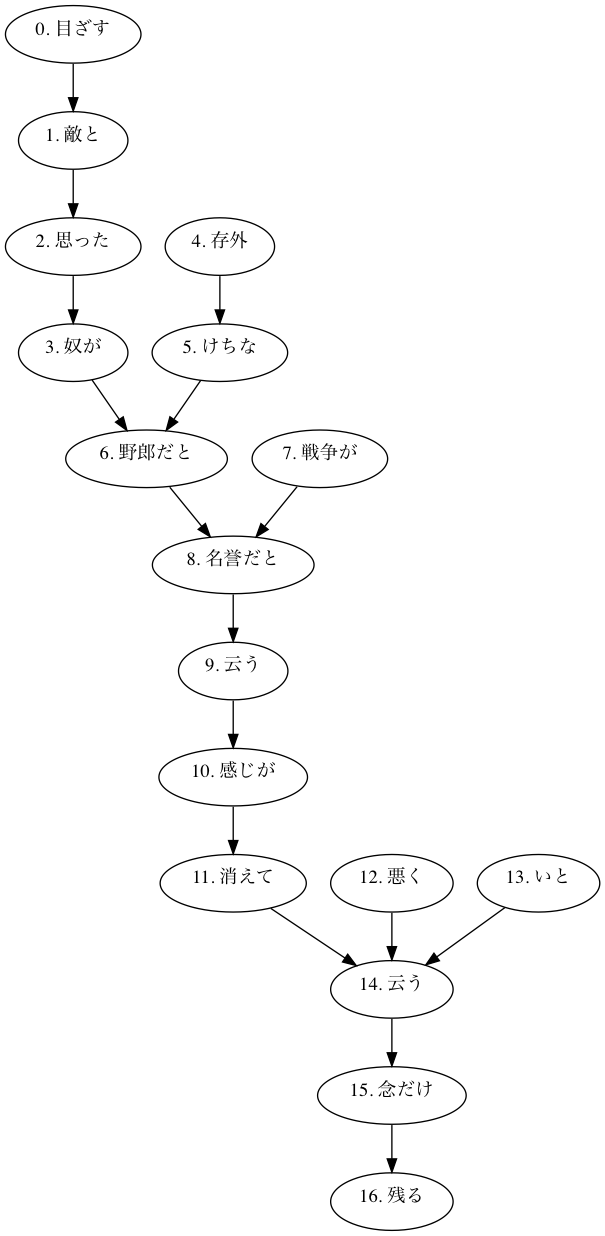 0. 目ざす
1. 敵と
2. 思った
3. 奴が
4. 存外
5. けちな
6. 野郎だと
7. 戦争が
8. 名誉だと
9. 云う
10. 感じが
11. 消えて
12. 悪く
13. いと
14. 云う
15. 念だけ
16. 残る